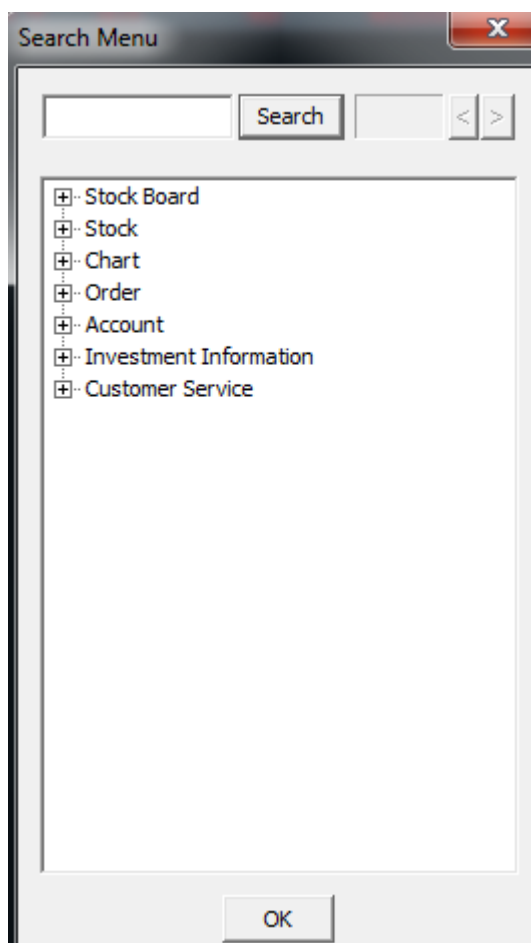 Search Menu
Search < >
Stock Board
Stock
Chart
Order
Account
Investment Information
Customer Service
OK